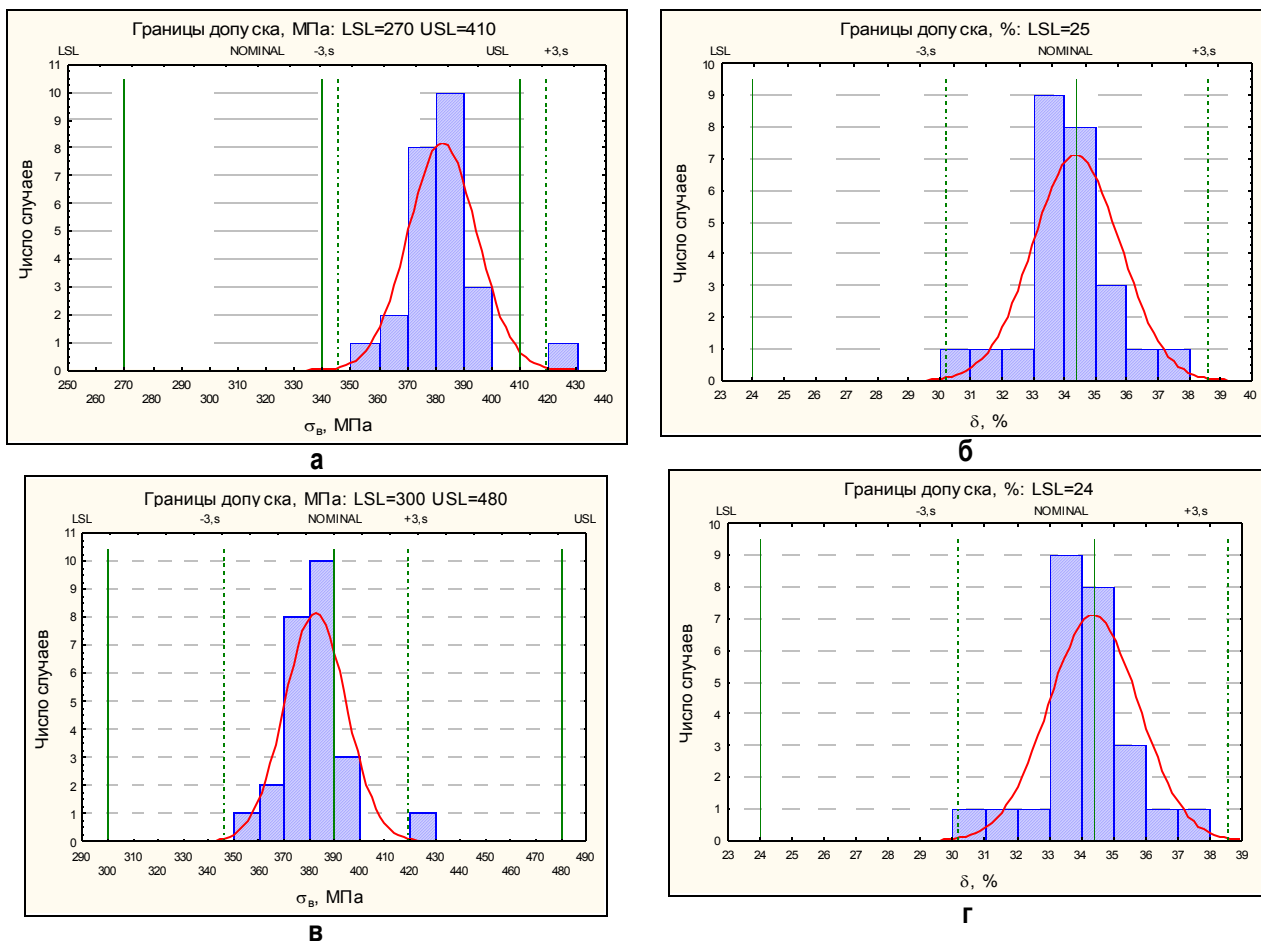 Границы допуска, МПа: LSL=270 USL=410
LSL NOMINAL -3,s USL +3,s
Число случаев
11
10
9
8
7
6
5
4
3
2
1
0
250 270 290 310 330 350 370 390 410 430
260 280 300 320 340 360 380 400 420 440
σв, МПа
а
Границы допуска, %: LSL=25
-3,s NOMINAL +3,s
Число случаев
10
9
8
7
6
5
4
3
2
1
0
23 24 25 26 27 28 29 30 31 32 33 34 35 36 37 38 39 40
δ, %
б
Границы допуска, МПа: LSL=300 USL=480
LSL -3,s NOMINAL +3,s USL
Число случаев
11
10
9
8
7
6
5
4
3
2
1
0
290 310 330 350 370 390 410 430 450 470 490
300 320 340 360 380 400 420 440 460 480
σв, МПа
в
Границы допуска, %: LSL=24
LSL -3,s NOMINAL +3,s
Число случаев
10
9
8
7
6
5
4
3
2
1
0
23 24 25 26 27 28 29 30 31 32 33 34 35 36 37 38 39
δ, %
г